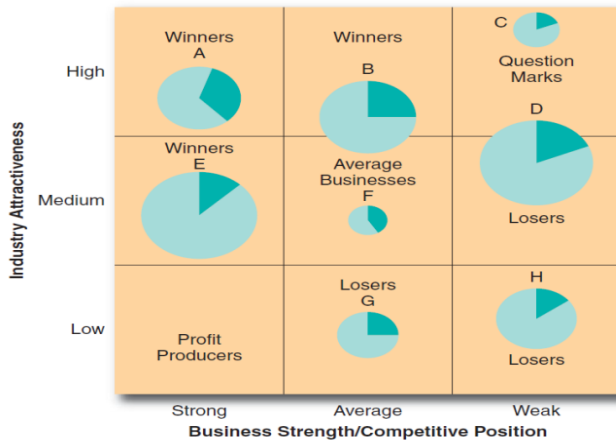 Winners
A
Winners
B
C
Question
Marks
D
High
Winners
E
Average
Businesses
F
Medium
Losers
Losers
G
H
Low
Profit
Producers
Losers
Strong
Average
Weak
Industry Attractiveness
Business Strength/Competitive Position